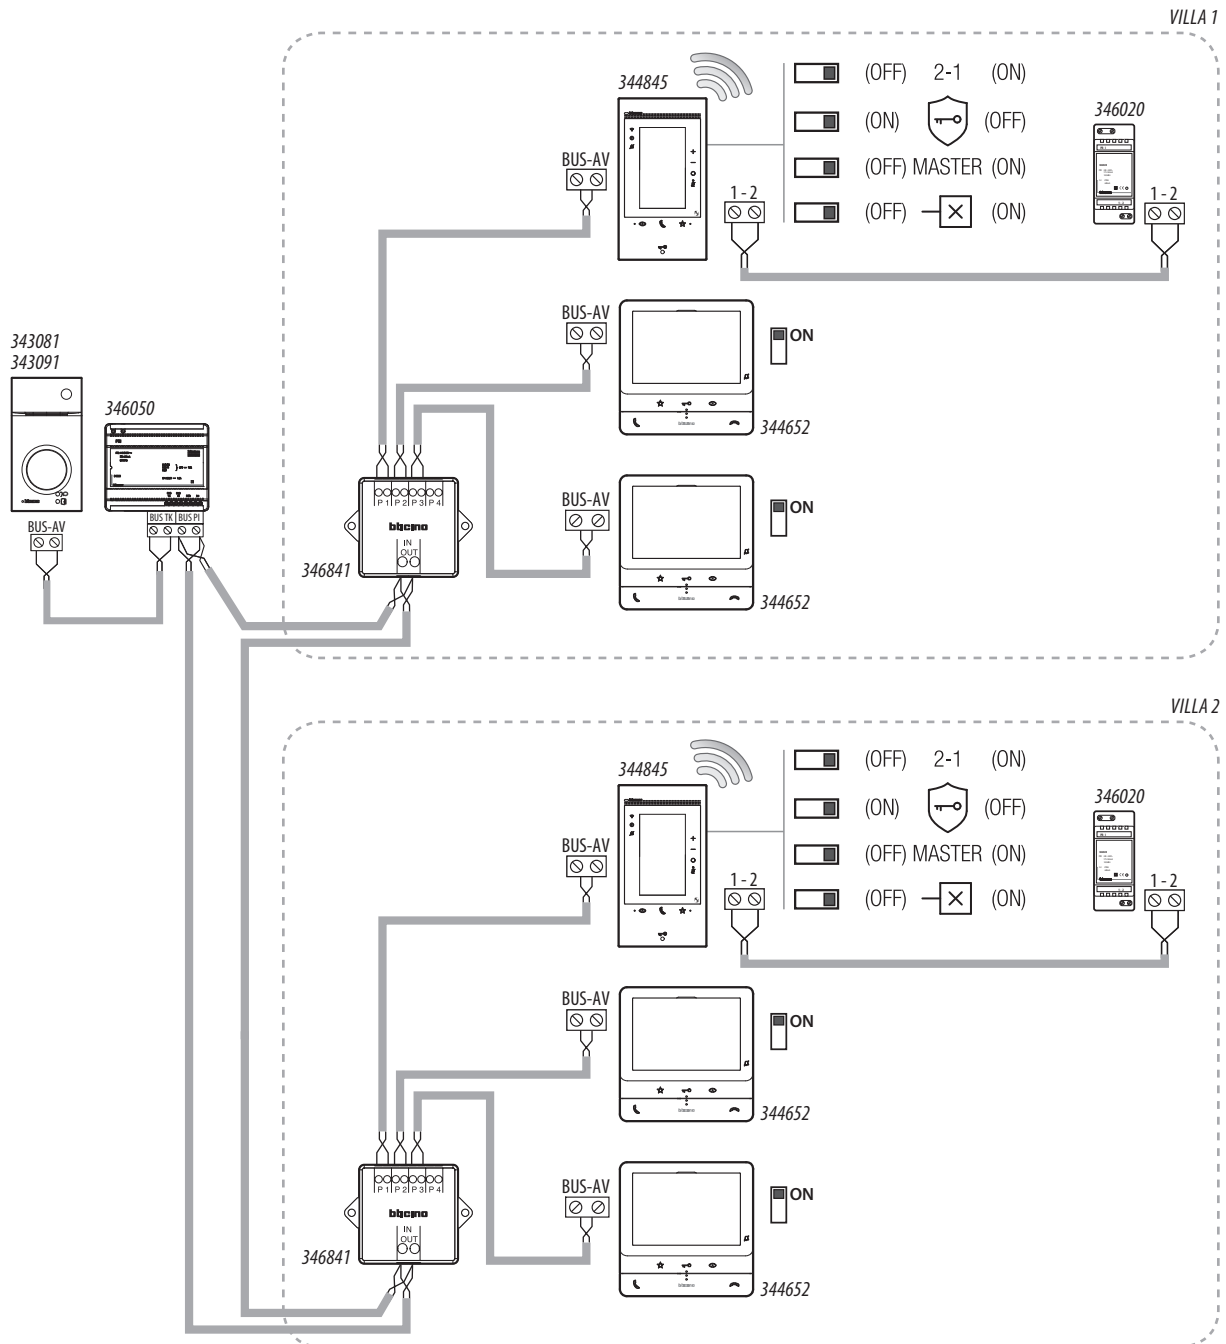 VILLA 1
344845
(OFF) 2-1 (ON)
(ON) (OFF)
(OFF) MASTER (ON)
(OFF) (ON)
346020
BUS-AV
1 - 2
1 - 2
BUS-AV
ON
344652
343081
343091
346050
BUS TK BUS PI
BUS-AV
P1 P2 P3 P4
bticino
IN
OUT
346841
BUS-AV
ON
344652
VILLA 2
344845
(OFF) 2-1 (ON)
(ON) (OFF)
(OFF) MASTER (ON)
(OFF) (ON)
346020
BUS-AV
1 - 2
1 - 2
BUS-AV
ON
344652
P1 P2 P3 P4
bticino
IN
OUT
346841
BUS-AV
ON
344652